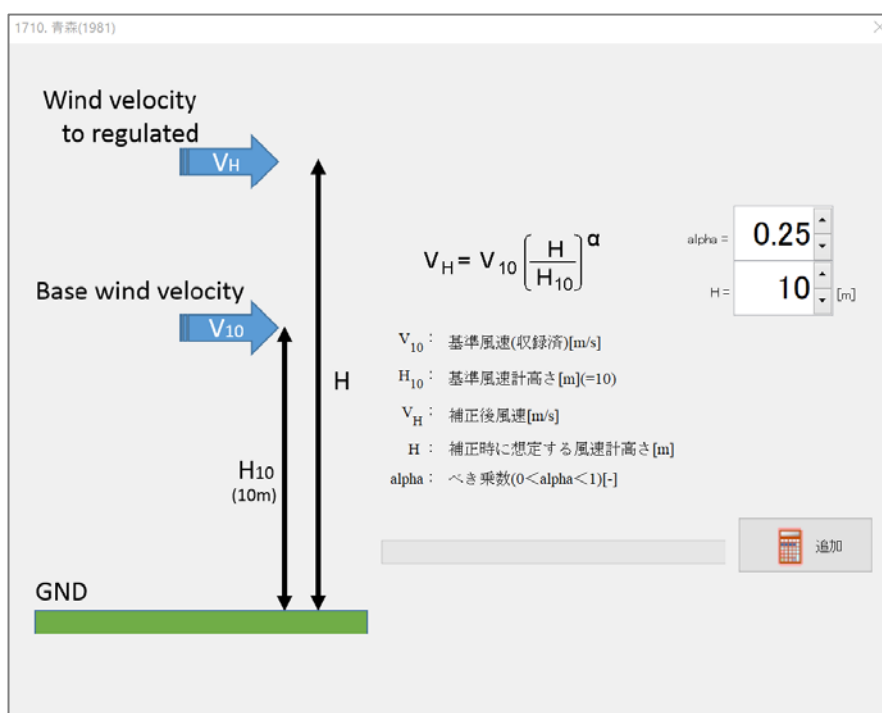 1710. 青森(1981)
Wind velocity
to regulated
VH
Base wind velocity
V10
H
H10
(10m)
GND
VH = V10 (H/H10)^α
alpha = 0.25
H = 10 [m]
V10 : 基準風速(収録済)[m/s]
H10 : 基準風速計高さ[m](=10)
VH : 補正後風速[m/s]
H : 補正時に想定する風速計高さ[m]
alpha : べき乗数(0<alpha<1)[-]
追加